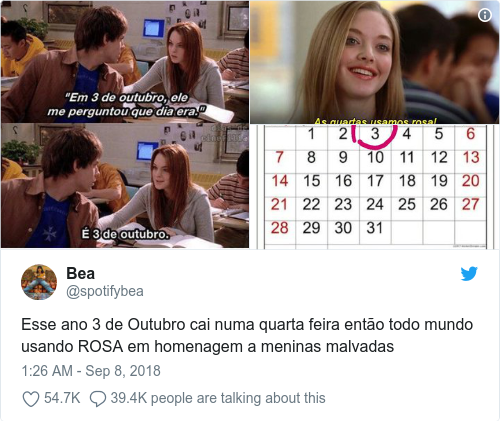 "Em 3 de outubro, ele
me perguntou que dia era."
As quartas usamos rosa!
É 3 de outubro.
1 2 3 4 5 6
7 8 9 10 11 12 13
14 15 16 17 18 19 20
21 22 23 24 25 26 27
28 29 30 31
Bea
@spotifybea
Esse ano 3 de Outubro cai numa quarta feira então todo mundo
usando ROSA em homenagem a meninas malvadas
1:26 AM - Sep 8, 2018
54.7K 39.4K people are talking about this